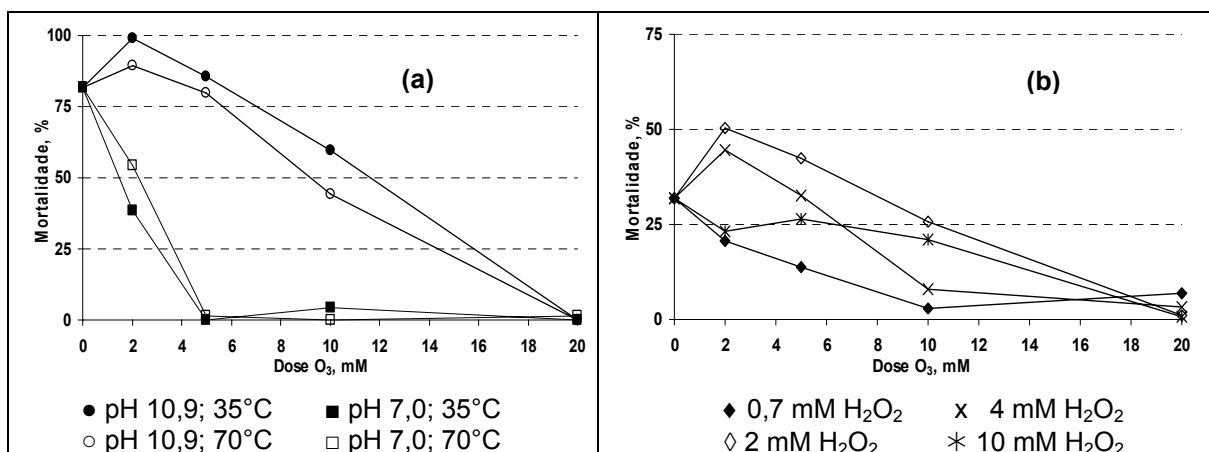 (a)
Mortalidade, %
100
75
50
25
0
0 2 4 6 8 10 12 14 16 18 20
Dose O₃, mM
● pH 10,9; 35°C ■ pH 7,0; 35°C
○ pH 10,9; 70°C □ pH 7,0; 70°C
(b)
Mortalidade, %
75
50
25
0
0 2 4 6 8 10 12 14 16 18 20
Dose O₃, mM
◆ 0,7 mM H₂O₂ × 4 mM H₂O₂
◇ 2 mM H₂O₂ ✳ 10 mM H₂O₂